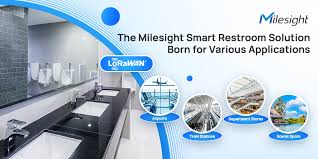 Milesight
The Milesight Smart Restroom Solution
Born for Various Applications
LoRaWAN
Airports
Train Stations
Department Stores
Scenic Spots